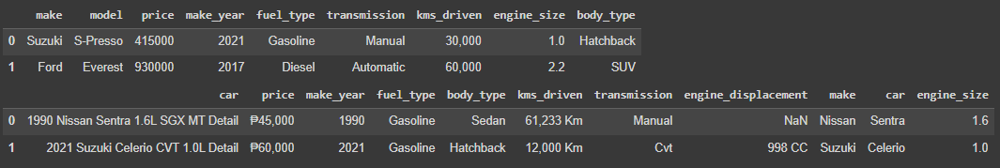 make model price make_year fuel_type transmission kms_driven engine_size body_type
0 Suzuki S-Presso 415000 2021 Gasoline Manual 30,000 1.0 Hatchback
1 Ford Everest 930000 2017 Diesel Automatic 60,000 2.2 SUV
car price make_year fuel_type body_type kms_driven transmission engine_displacement make car engine_size
0 1990 Nissan Sentra 1.6L SGX MT Detail ₱45,000 1990 Gasoline Sedan 61,233 Km Manual NaN Nissan Sentra 1.6
1 2021 Suzuki Celerio CVT 1.0L Detail ₱60,000 2021 Gasoline Hatchback 12,000 Km Cvt 998 CC Suzuki Celerio 1.0